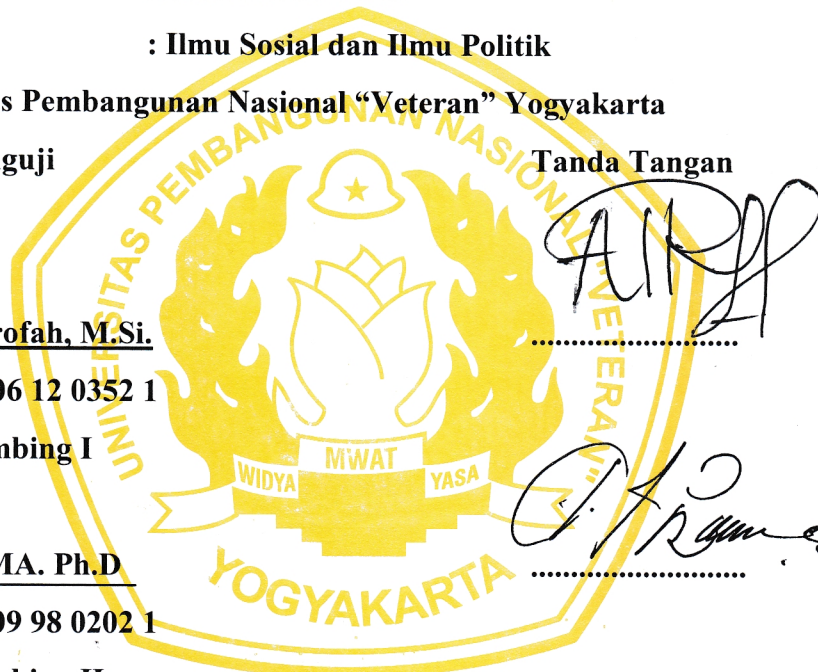 : Ilmu Sosial dan Ilmu Politik
s Pembangunan Nasional “Veteran” Yogyakarta
guji Tanda Tangan
UNIVERSITAS PEMBANGUNAN NASIONAL "VETERAN"
rofah, M.Si.
06 12 0352 1
mbing I
WIDYA MWAT YASA
MA. Ph.D
YOGYAKARTA
09 98 0202 1